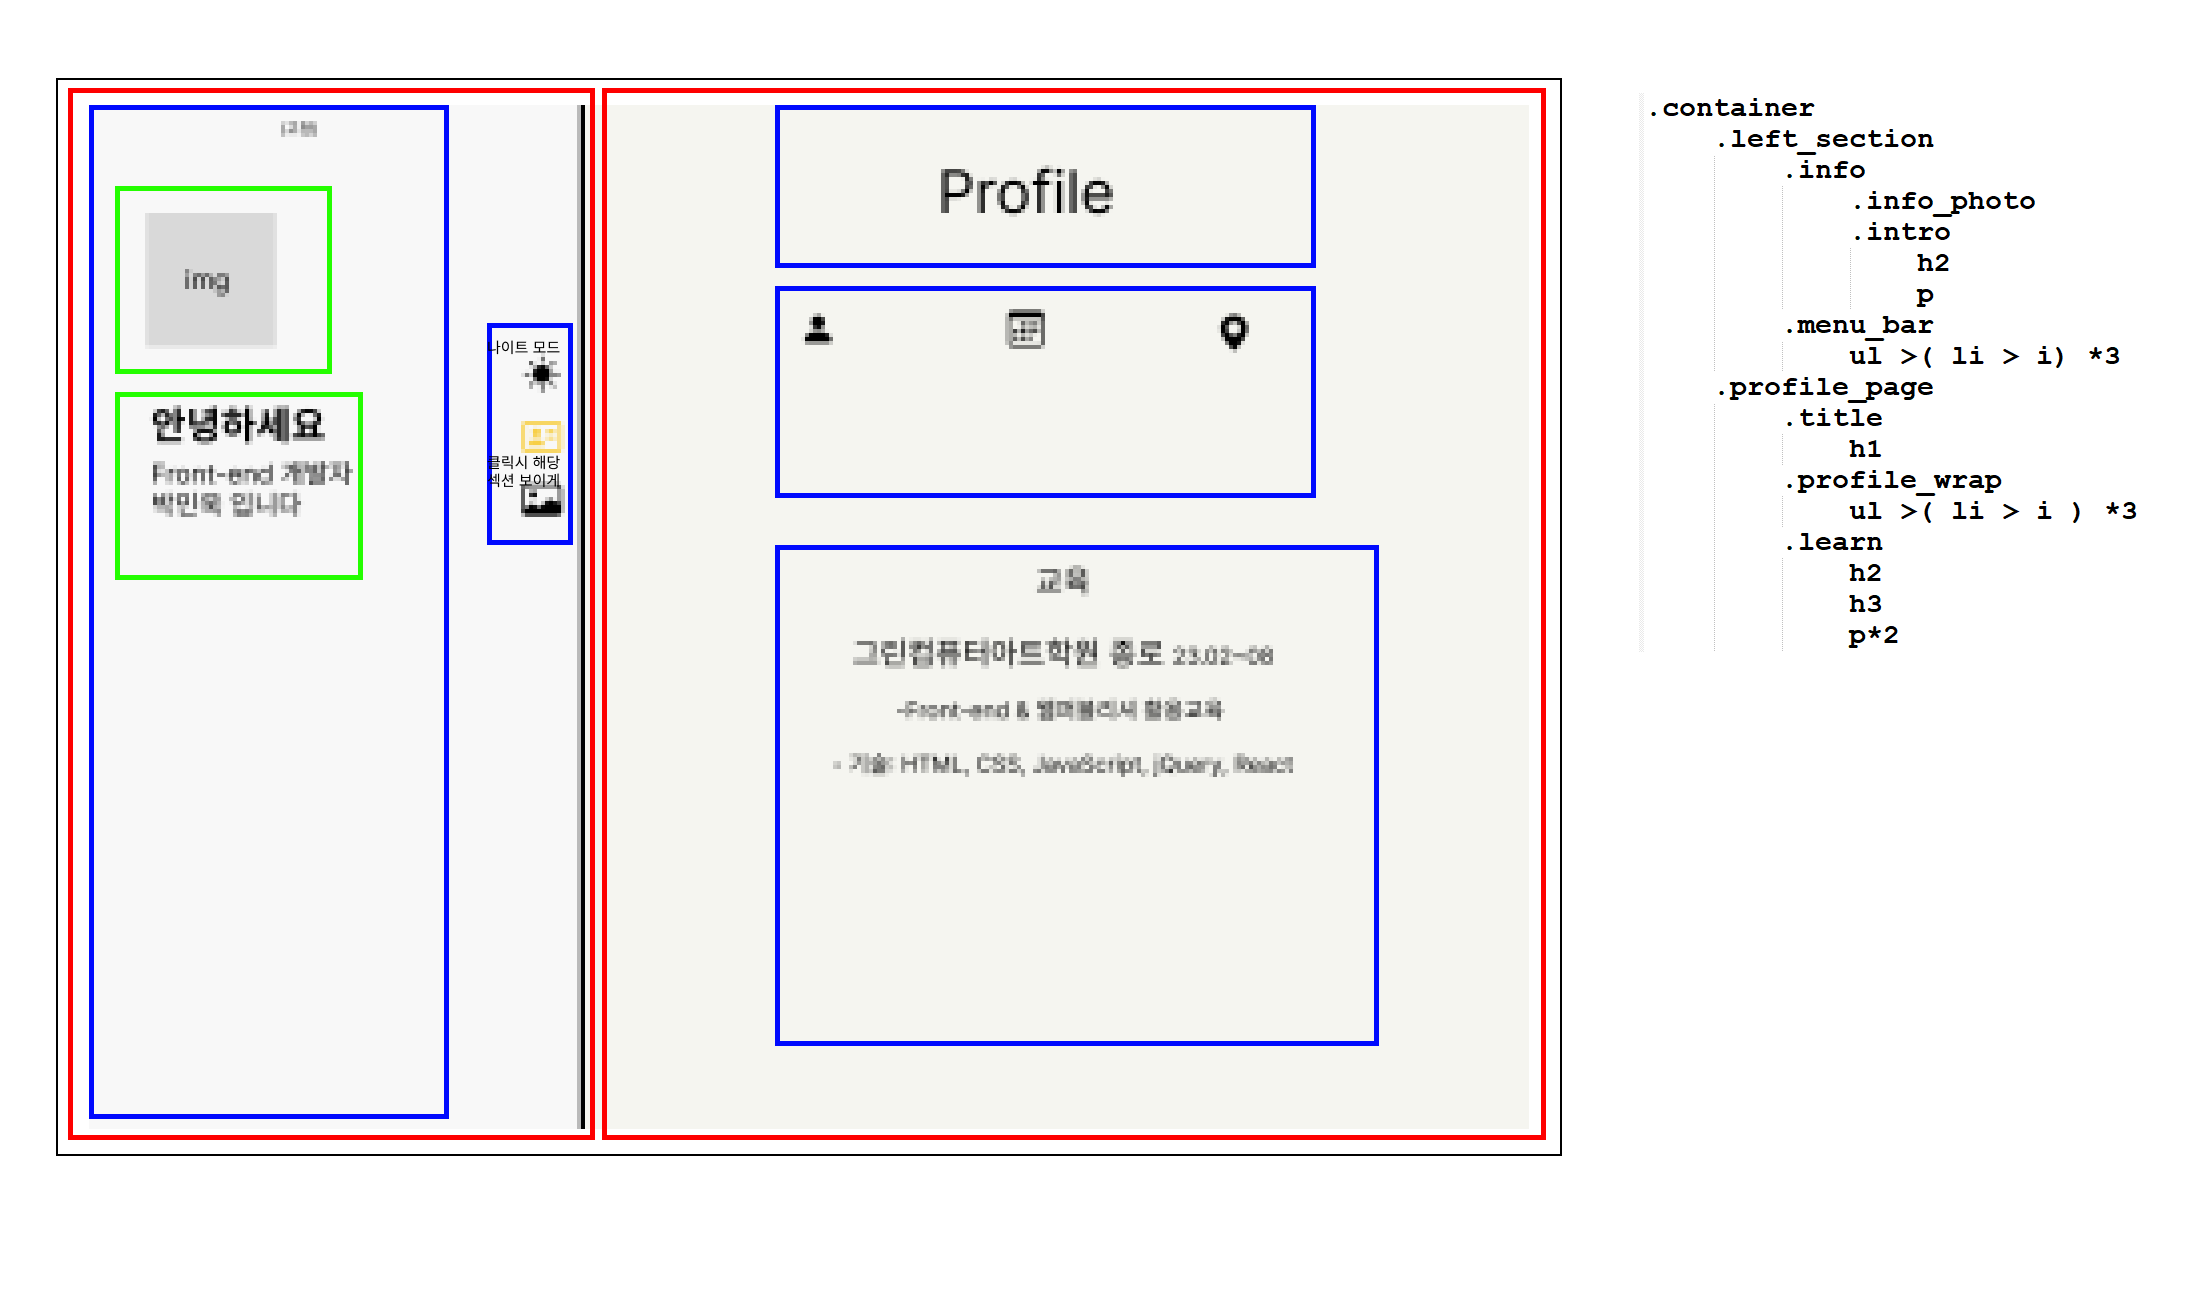 img
안녕하세요
Front-end 개발자
박민욱 입니다
나이트 모드
클릭시 해당
섹션 보이게
Profile
교육
그린컴퓨터아트학원 종로 23.02~08
-Front-end & 웹퍼블리셔 활용교육
- 기술: HTML, CSS, JavaScript, jQuery, React
.container
.left_section
.info
.info_photo
.intro
h2
p
.menu_bar
ul >( li > i) *3
.profile_page
.title
h1
.profile_wrap
ul >( li > i ) *3
.learn
h2
h3
p*2